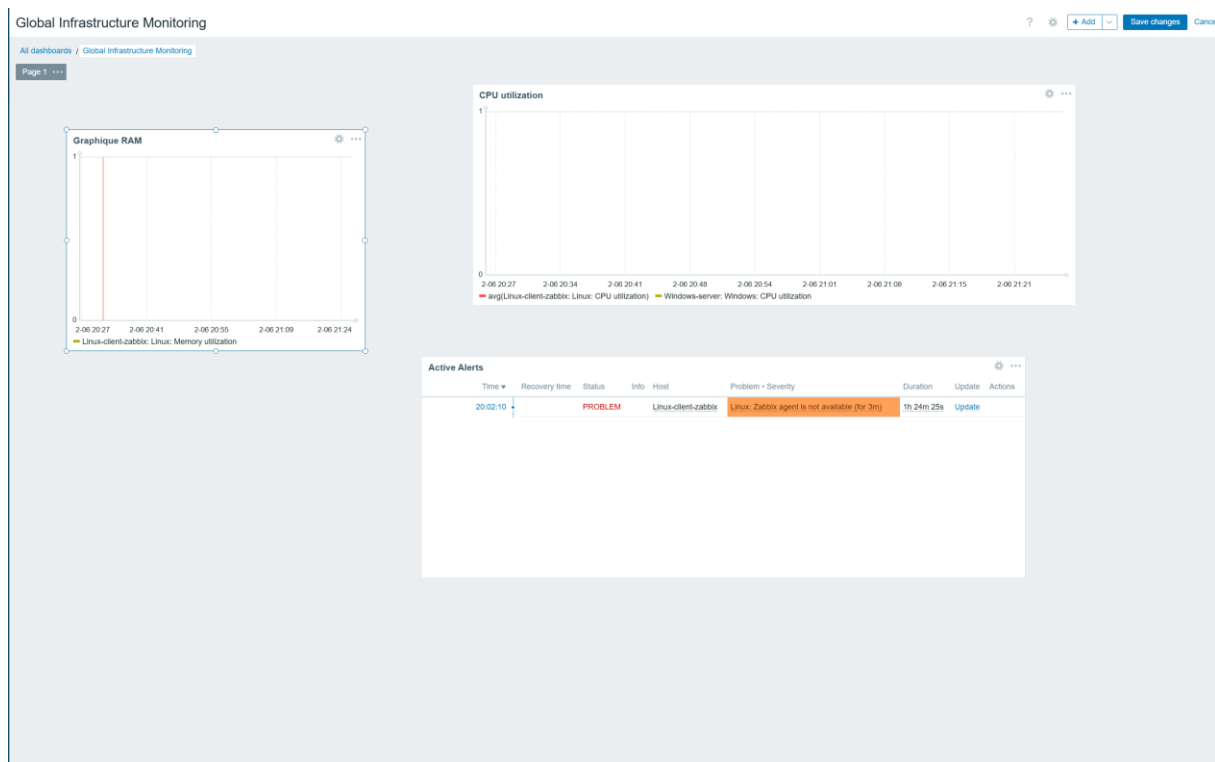 Global Infrastructure Monitoring
? + Add Save changes Cance
All dashboards / Global Infrastructure Monitoring
Page 1
CPU utilization
1
0
2-06 20:27 2-06 20:34 2-06 20:41 2-06 20:48 2-06 20:54 2-06 21:01 2-06 21:08 2-06 21:15 2-06 21:21
avg(Linux-client-zabbix: Linux: CPU utilization) Windows-server: Windows: CPU utilization
Graphique RAM
1
0
2-06 20:27 2-06 20:41 2-06 20:55 2-06 21:09 2-06 21:24
Linux-client-zabbix: Linux: Memory utilization
Active Alerts
Time Recovery time Status Info Host Problem • Severity Duration Update Actions
20:02:10 PROBLEM Linux-client-zabbix Linux: Zabbix agent is not available (for 3m) 1h 24m 25s Update